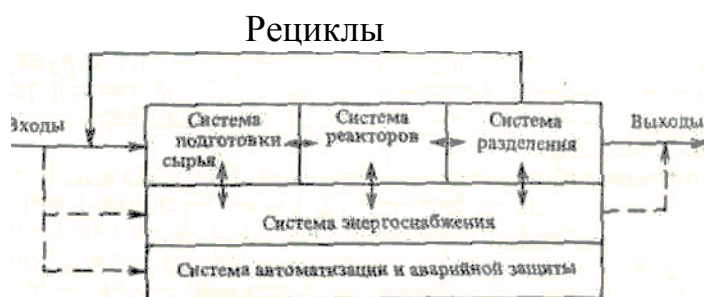 Рециклы
Входы
Система
подготовки
сырья
Система
реакторов
Система
разделения
Выходы
Система энергоснабжения
Система автоматизации и аварийной защиты